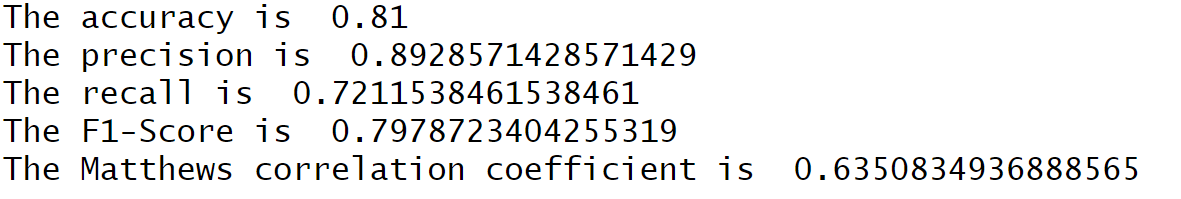 The accuracy is  0.81
The precision is  0.8928571428571429
The recall is  0.7211538461538461
The F1-Score is  0.7978723404255319
The Matthews correlation coefficient is  0.6350834936888565